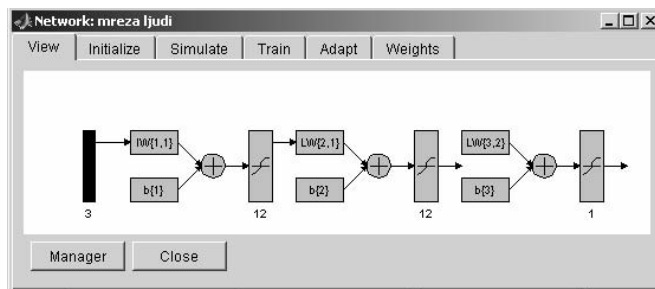 Network: mreza ljudi
View Initialize Simulate Train Adapt Weights
IW{1,1} LW{2,1} LW{3,2}
b{1} b{2} b{3}
3 12 12 1
Manager Close